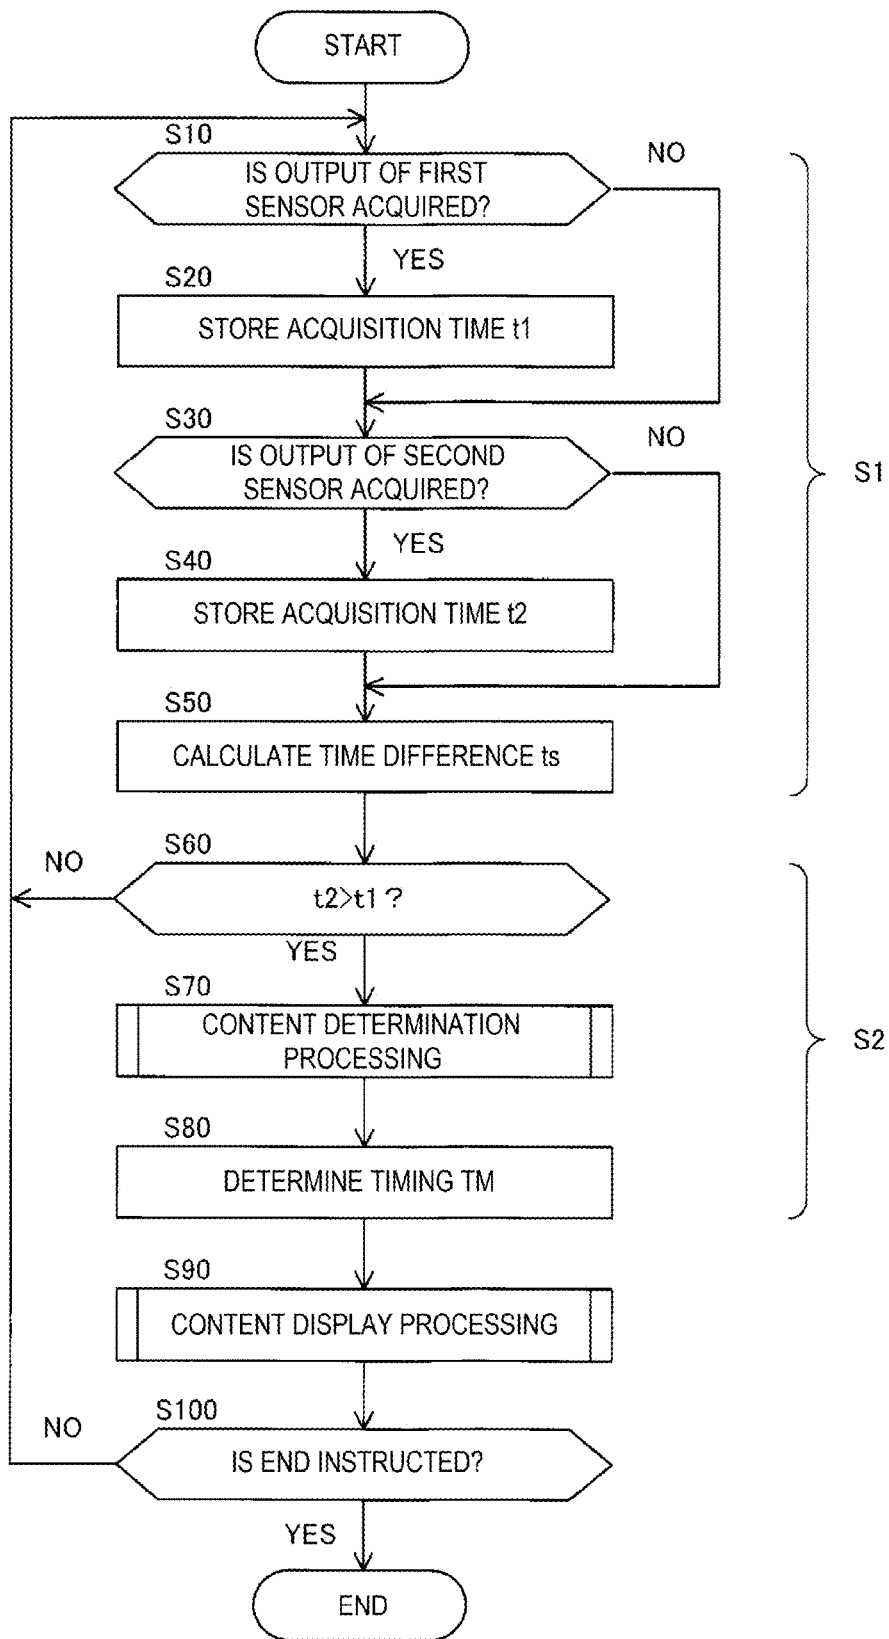 START
S10
IS OUTPUT OF FIRST
SENSOR ACQUIRED?
NO
YES
S20
STORE ACQUISITION TIME t1
S30
IS OUTPUT OF SECOND
SENSOR ACQUIRED?
NO
S1
YES
S40
STORE ACQUISITION TIME t2
S50
CALCULATE TIME DIFFERENCE ts
S60
NO
t2>t1 ?
YES
S70
CONTENT DETERMINATION
PROCESSING
S2
S80
DETERMINE TIMING TM
S90
CONTENT DISPLAY PROCESSING
S100
NO
IS END INSTRUCTED?
YES
END